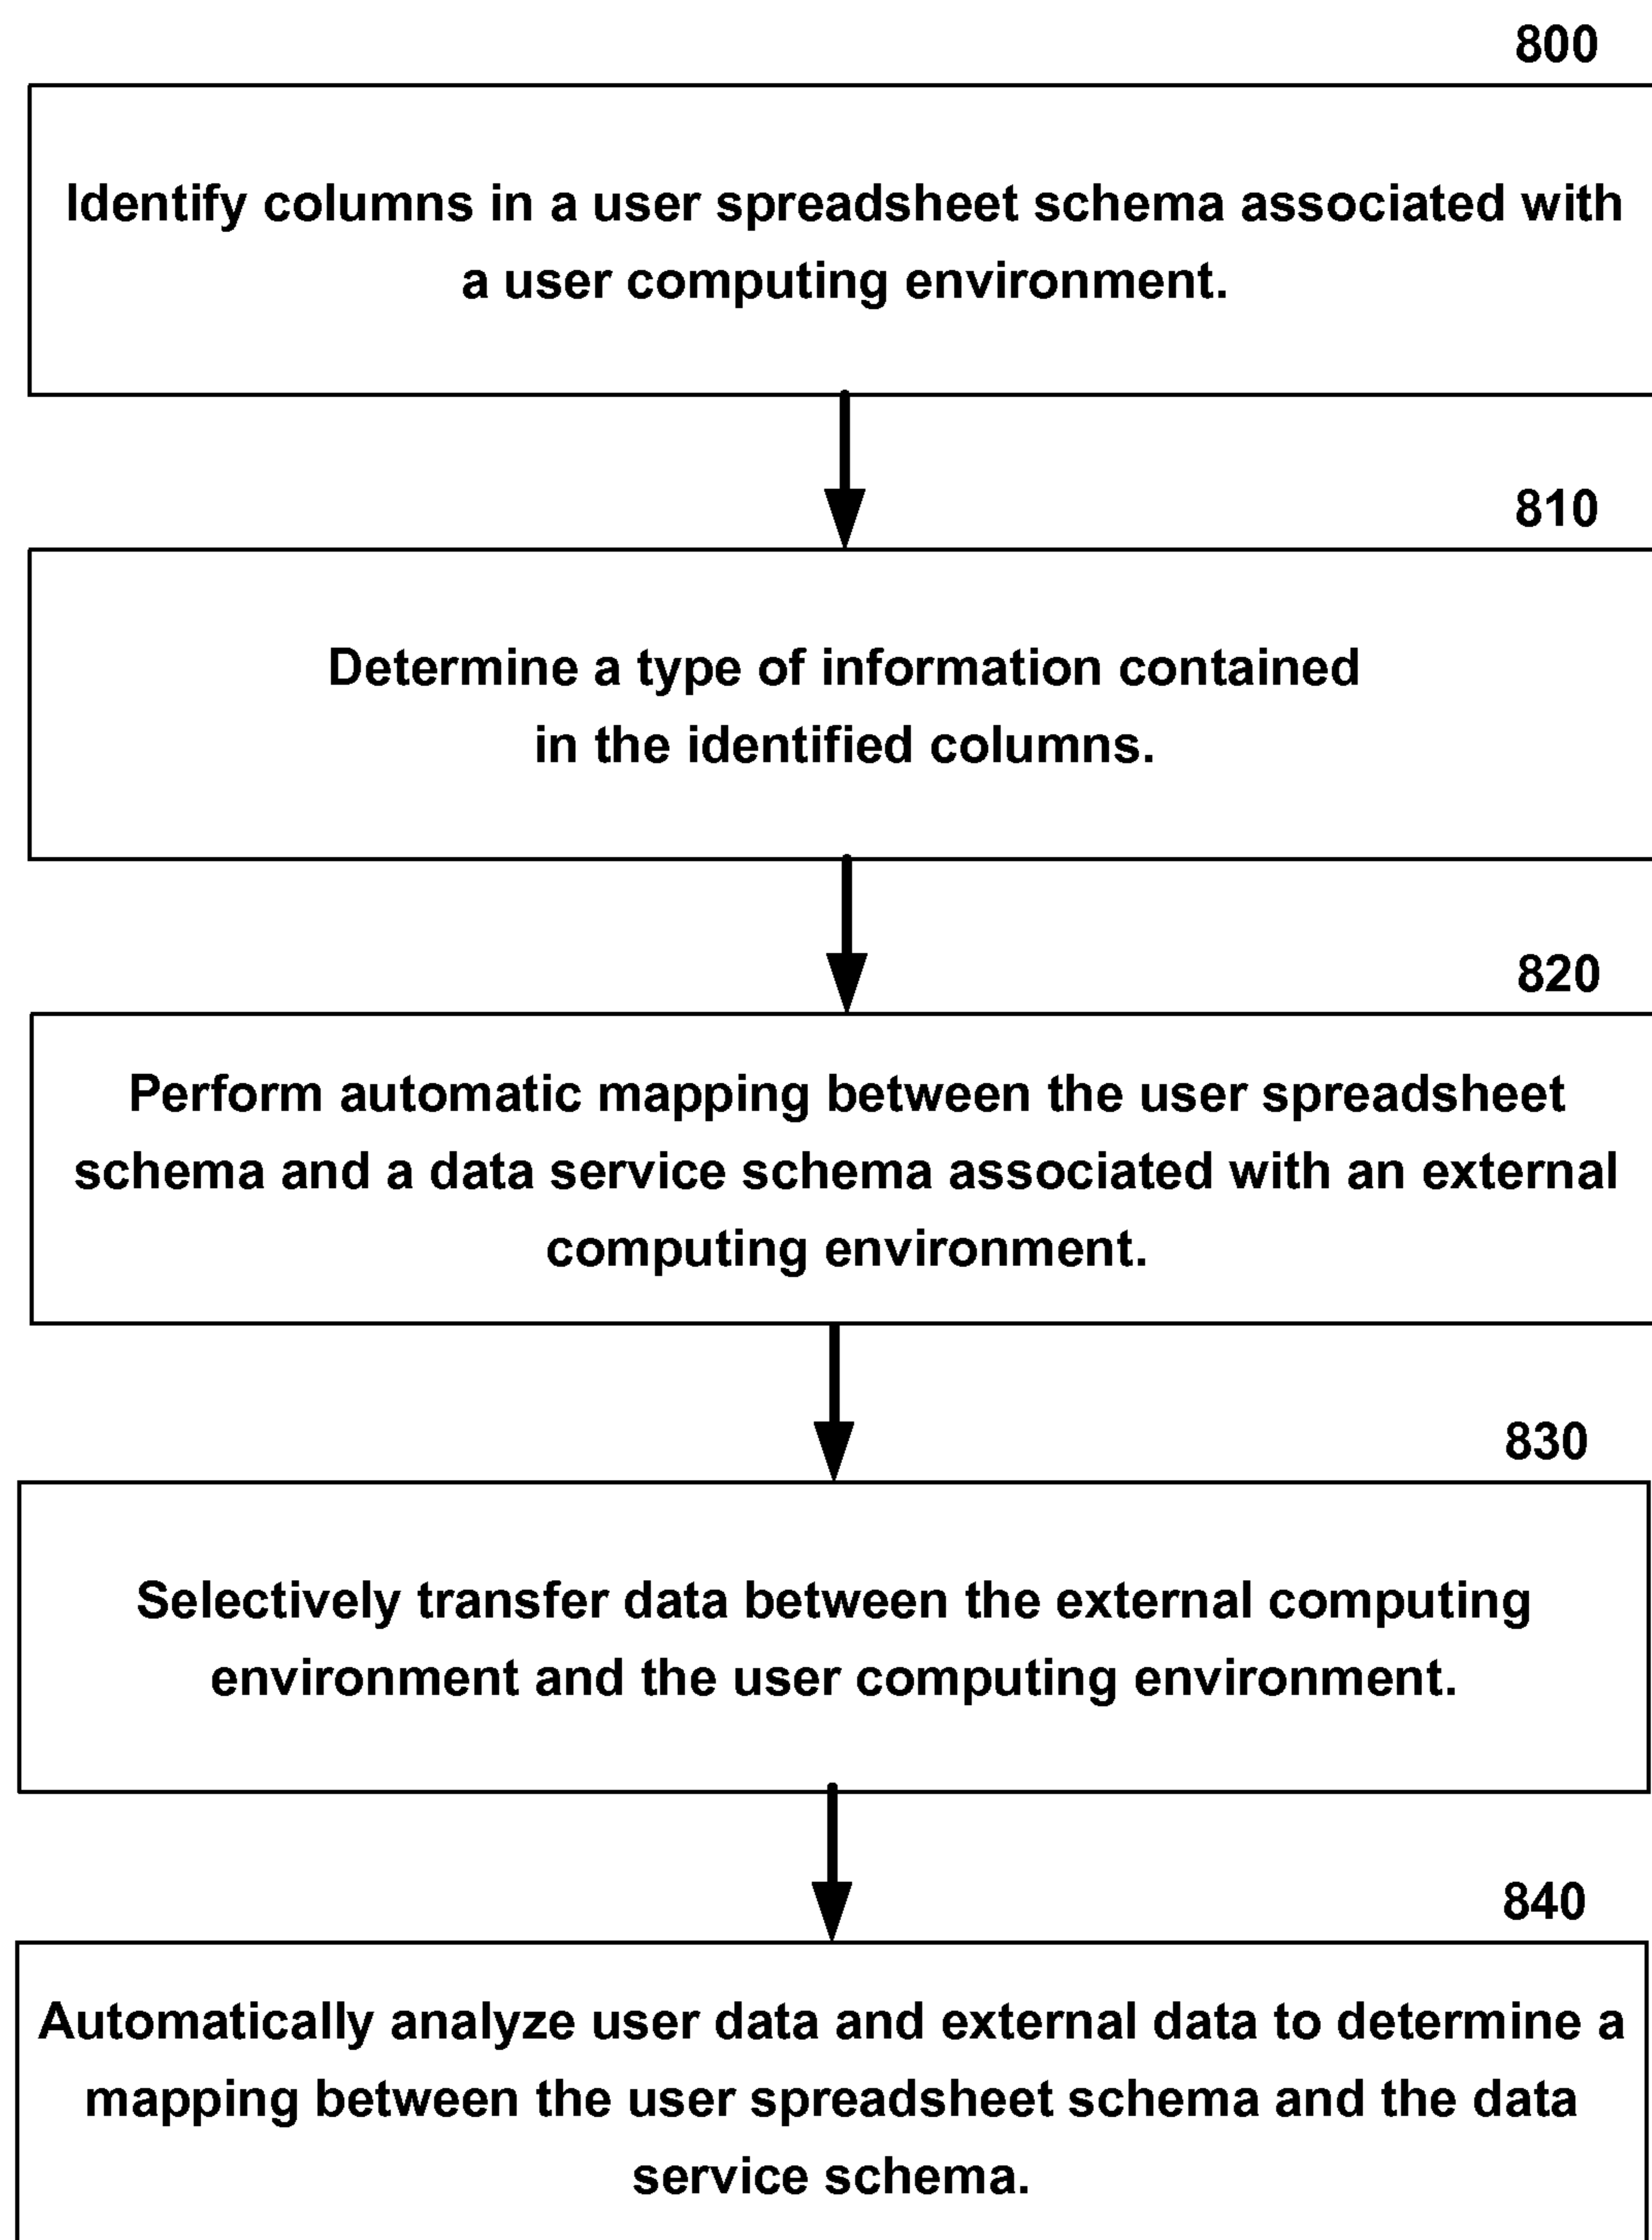 800
Identify columns in a user spreadsheet schema associated with
a user computing environment.
810
Determine a type of information contained
in the identified columns.
820
Perform automatic mapping between the user spreadsheet
schema and a data service schema associated with an external
computing environment.
830
Selectively transfer data between the external computing
environment and the user computing environment.
840
Automatically analyze user data and external data to determine a
mapping between the user spreadsheet schema and the data
service schema.